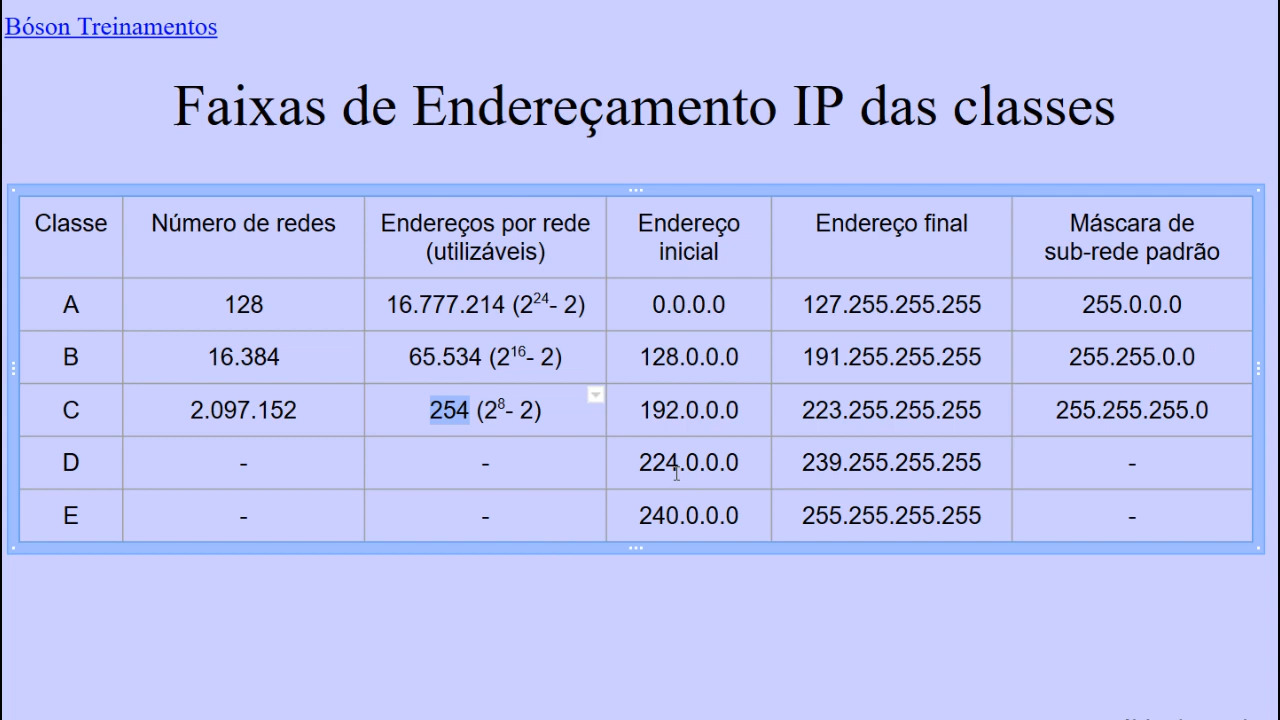 Bóson Treinamentos
Faixas de Endereçamento IP das classes
Classe Número de redes Endereços por rede (utilizáveis) Endereço inicial Endereço final Máscara de sub-rede padrão
A 128 16.777.214 (2²⁴- 2) 0.0.0.0 127.255.255.255 255.0.0.0
B 16.384 65.534 (2¹⁶- 2) 128.0.0.0 191.255.255.255 255.255.0.0
C 2.097.152 254 (2⁸- 2) 192.0.0.0 223.255.255.255 255.255.255.0
D - - 224.0.0.0 239.255.255.255 -
E - - 240.0.0.0 255.255.255.255 -